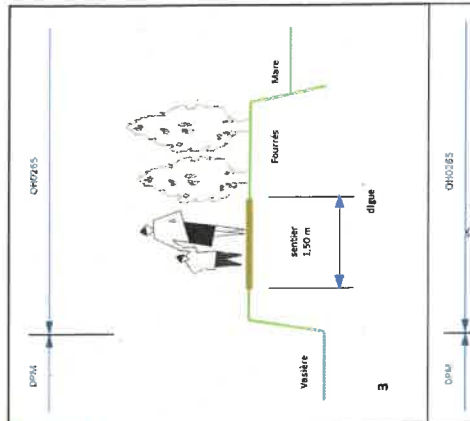 DPM
OH0265
Mare
Fourrés
sentier
1,50 m
digue
Vasière
3
DPM
OH0265